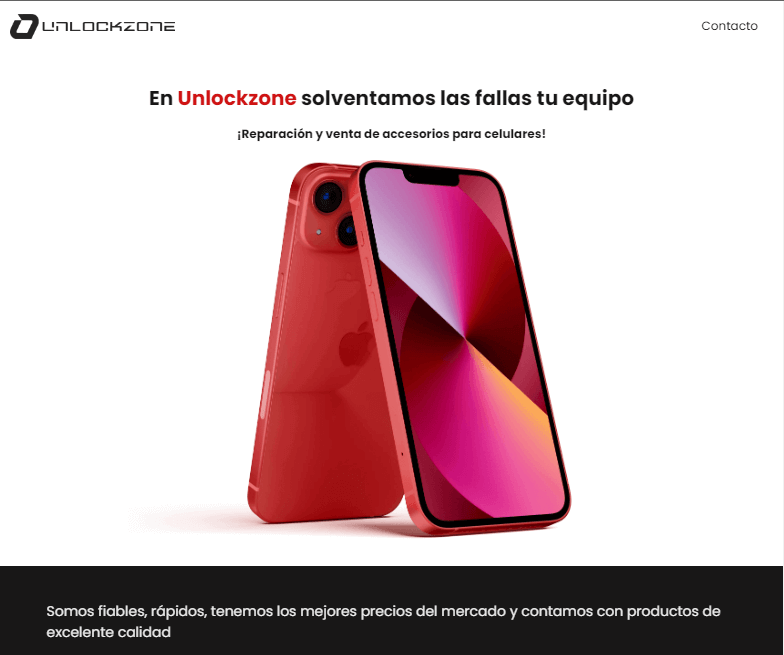 UNLOCKZONE
Contacto
En Unlockzone solventamos las fallas tu equipo
¡Reparación y venta de accesorios para celulares!
Somos fiables, rápidos, tenemos los mejores precios del mercado y contamos con productos de
excelente calidad